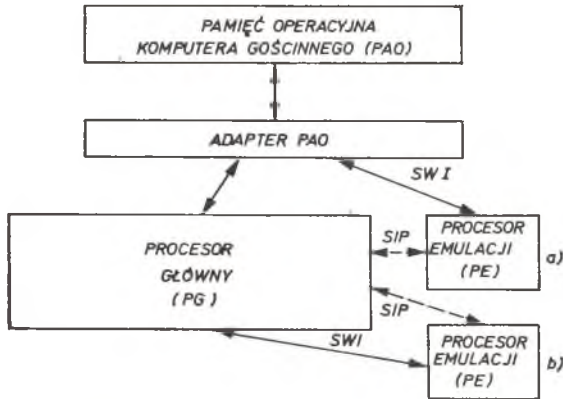 PAMIĘĆ OPERACYJNA
KOMPUTERA GOŚCINNEGO (PAO)
ADAPTER PAO
SWI
PROCESOR
GŁÓWNY
(PG)
SIP
PROCESOR
EMULACJI
(PE)
a)
SIP
SWI
PROCESOR
EMULACJI
(PE)
b)